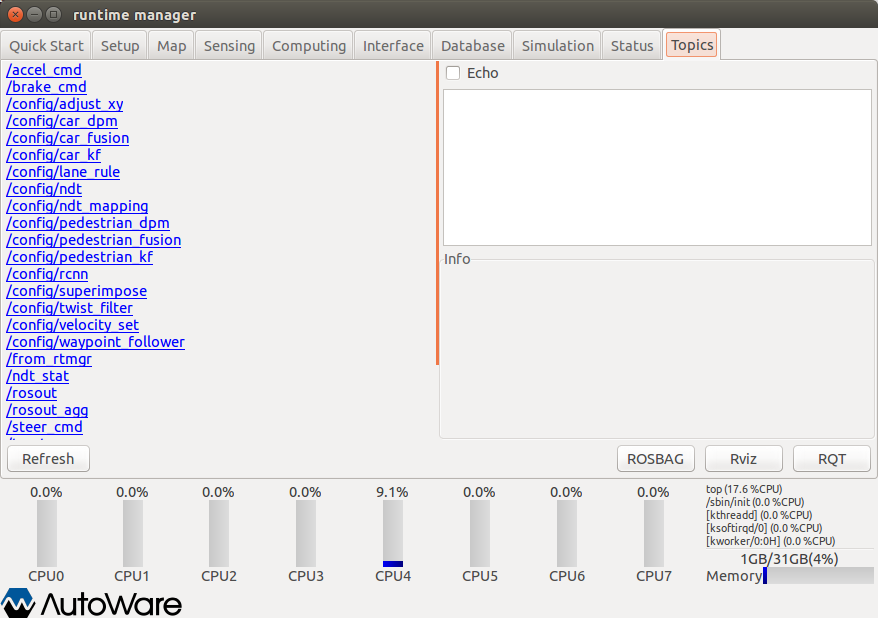 runtime manager
Quick Start Setup Map Sensing Computing Interface Database Simulation Status Topics
/accel_cmd
/brake_cmd
/config/adjust_xy
/config/car_dpm
/config/car_fusion
/config/car_kf
/config/lane_rule
/config/ndt
/config/ndt_mapping
/config/pedestrian_dpm
/config/pedestrian_fusion
/config/pedestrian_kf
/config/rcnn
/config/superimpose
/config/twist_filter
/config/velocity_set
/config/waypoint_follower
/from_rtmgr
/ndt_stat
/rosout
/rosout_agg
/steer_cmd
Echo
Info
Refresh ROSBAG Rviz RQT
0.0% 0.0% 0.0% 0.0% 9.1% 0.0% 0.0% 0.0%
CPU0 CPU1 CPU2 CPU3 CPU4 CPU5 CPU6 CPU7
top (17.6 %CPU)
/sbin/init (0.0 %CPU)
[kthreadd] (0.0 %CPU)
[ksoftirqd/0] (0.0 %CPU)
[kworker/0:0H] (0.0 %CPU)
1GB/31GB(4%)
Memory
AutoWare